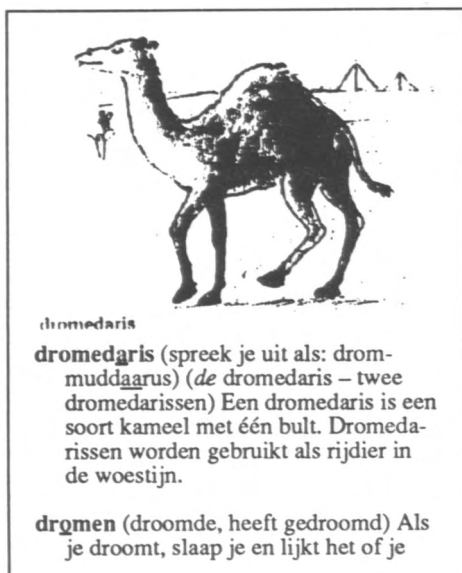 dromedaris
dromedaris (spreek je uit als: drom-
muddaarus) (de dromedaris – twee
dromedarissen) Een dromedaris is een
soort kameel met één bult. Dromeda-
rissen worden gebruikt als rijdier in
de woestijn.
dromen (droomde, heeft gedroomd) Als
je droomt, slaap je en lijkt het of je